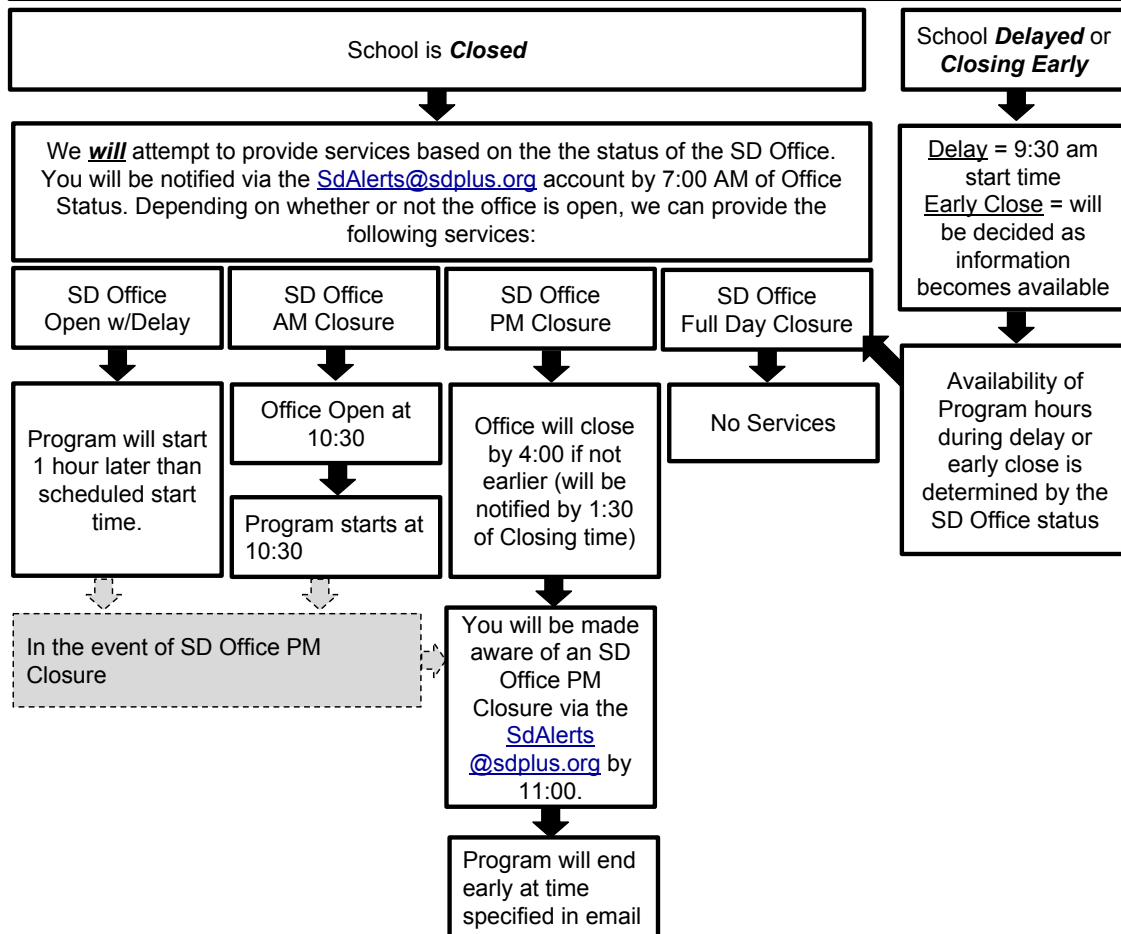 School is Closed
School Delayed or
Closing Early
We will attempt to provide services based on the the status of the SD Office.
You will be notified via the SdAlerts@sdplus.org account by 7:00 AM of Office
Status. Depending on whether or not the office is open, we can provide the
following services:
Delay = 9:30 am
start time
Early Close = will
be decided as
information
becomes available
SD Office
Open w/Delay
SD Office
AM Closure
SD Office
PM Closure
SD Office
Full Day Closure
Program will start
1 hour later than
scheduled start
time.
Office Open at
10:30
Program starts at
10:30
Office will close
by 4:00 if not
earlier (will be
notified by 1:30
of Closing time)
No Services
Availability of
Program hours
during delay or
early close is
determined by the
SD Office status
In the event of SD Office PM
Closure
You will be made
aware of an SD
Office PM
Closure via the
SdAlerts
@sdplus.org by
11:00.
Program will end
early at time
specified in email